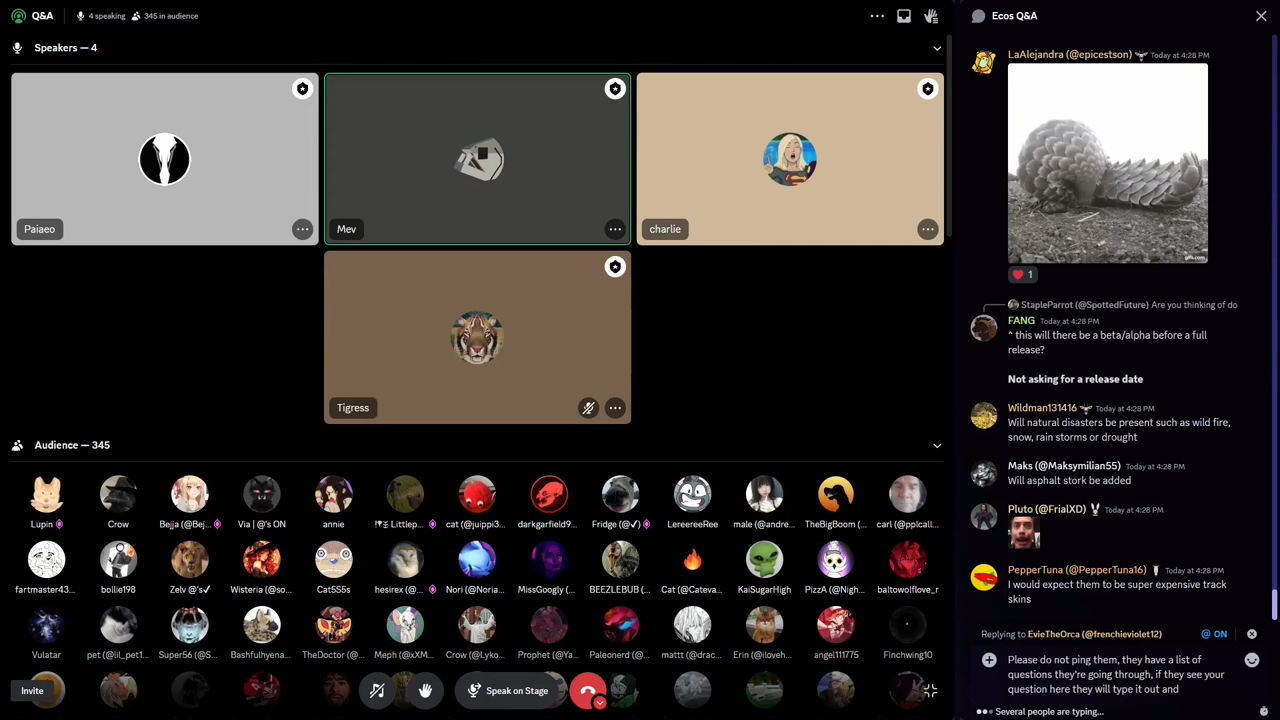 Q&A
4 speaking
345 in audience
Ecos Q&A
Speakers — 4
Paiaeo
Mev
charlie
Tigress
Audience — 345
Lupin
Crow
Bejja (@Bej...
Via | @'s ON
annie
Littlep...
cat (@juippi3...
darkgarfield9...
Fridge (@✓)
LereereeRee
male (@andre...
TheBigBoom (...
carl (@pplcall...
fartmaster43...
bollie198
Zelv @'s✓
Wisteria (@so...
Cat5S5s
hesirex (@...
Nori (@Noria...
MissGoogly (...
BEEZLEBUB (...
Cat (@Cateva...
KaiSugarHigh
PizzA (@Nigh...
baltowolflove_r
Vulatar
pet (@lil_pet1...
Super56 (@S...
Bashfulhyena...
TheDoctor (...
Meph (@xXM...
Crow (@Lyko...
Prophet (@Ya...
Paleonerd (@...
mattt (@drac...
Erin (@iloveh...
angel111775
Finchwing10
Invite
Speak on Stage
LaAlejandra (@epicestson) Today at 4:28 PM
gifs.com
1
StapleParrot (@SpottedFuture) Are you thinking of do
FANG Today at 4:28 PM
^ this will there be a beta/alpha before a full
release?
Not asking for a release date
Wildman131416 Today at 4:28 PM
Will natural disasters be present such as wild fire,
snow, rain storms or drought
Maks (@Maksymilian55) Today at 4:28 PM
Will asphalt stork be added
Pluto (@FrialXD) Today at 4:28 PM
PepperTuna (@PepperTuna16) Today at 4:28 PM
I would expect them to be super expensive track
skins
Replying to EvieTheOrca (@frenchieviolet12) @ ON
Please do not ping them, they have a list of
questions they're going through, if they see your
question here they will type it out and
Several people are typing...